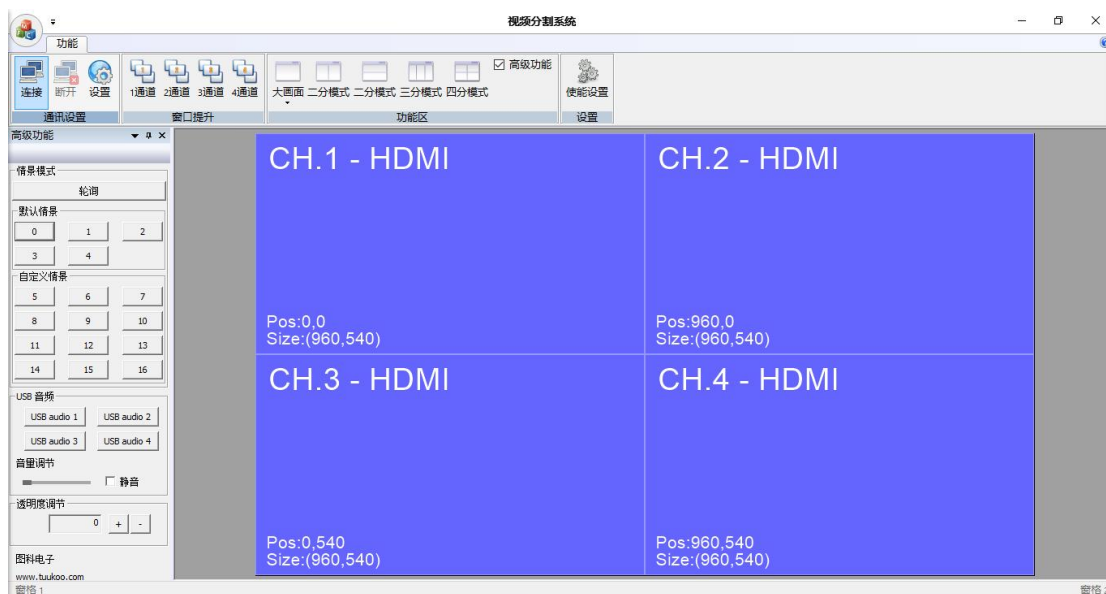 视频分割系统
功能
连接 断开 设置 1通道 2通道 3通道 4通道 大画面 二分模式 二分模式 三分模式 四分模式 高级功能 使能设置
通讯设置 窗口提升 功能区 设置
高级功能
情景模式
轮询
默认情景
0 1 2
3 4
自定义情景
5 6 7
8 9 10
11 12 13
14 15 16
USB 音频
USB audio 1 USB audio 2
USB audio 3 USB audio 4
音量调节
静音
透明度调节
0 + -
图科电子
www.tuukoo.com
CH.1 - HDMI
Pos:0,0
Size:(960,540)
CH.2 - HDMI
Pos:960,0
Size:(960,540)
CH.3 - HDMI
Pos:0,540
Size:(960,540)
CH.4 - HDMI
Pos:960,540
Size:(960,540)
窗格 1
窗格